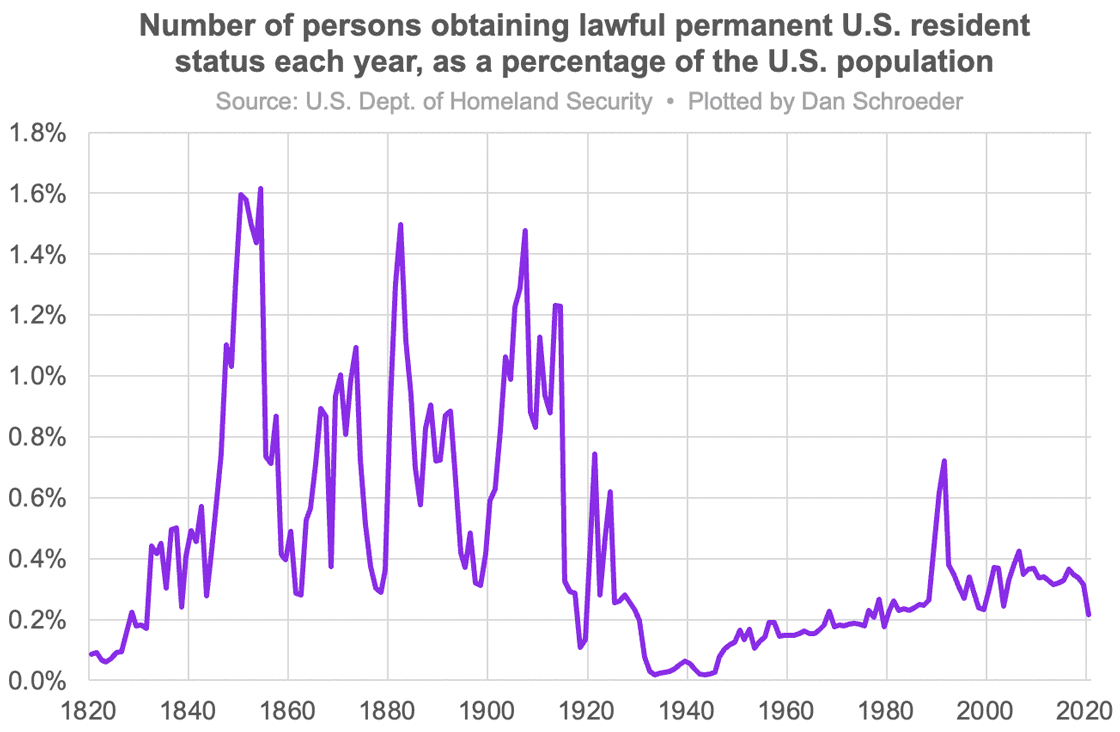 Number of persons obtaining lawful permanent U.S. resident
status each year, as a percentage of the U.S. population
Source: U.S. Dept. of Homeland Security • Plotted by Dan Schroeder
1.8%
1.6%
1.4%
1.2%
1.0%
0.8%
0.6%
0.4%
0.2%
0.0%
1820 1840 1860 1880 1900 1920 1940 1960 1980 2000 2020